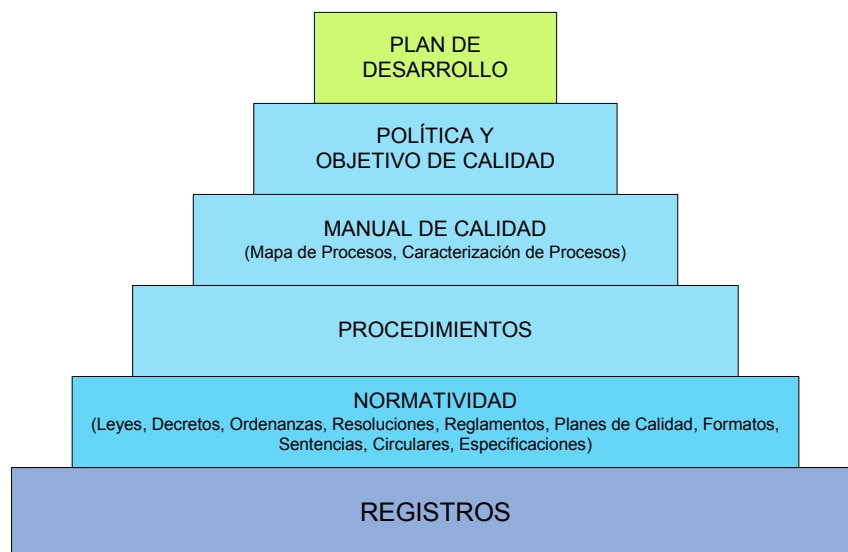 PLAN DE
DESARROLLO
POLÍTICA Y
OBJETIVO DE CALIDAD
MANUAL DE CALIDAD
(Mapa de Procesos, Caracterización de Procesos)
PROCEDIMIENTOS
NORMATIVIDAD
(Leyes, Decretos, Ordenanzas, Resoluciones, Reglamentos, Planes de Calidad, Formatos,
Sentencias, Circulares, Especificaciones)
REGISTROS